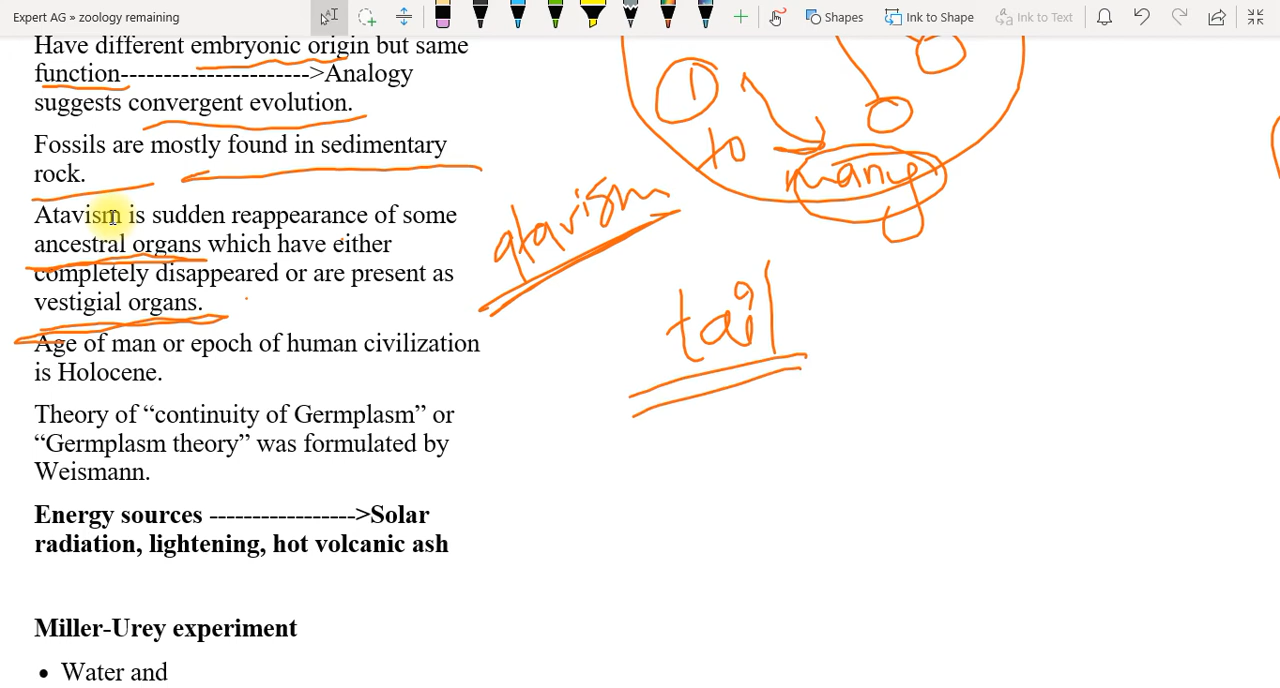 Expert AG » zoology remaining
Shapes
Ink to Shape
Ink to Text
Have different embryonic origin but same
function---------------------->Analogy
suggests convergent evolution.
Fossils are mostly found in sedimentary
rock.
Atavism is sudden reappearance of some
ancestral organs which have either
completely disappeared or are present as
vestigial organs.
Age of man or epoch of human civilization
is Holocene.
Theory of “continuity of Germplasm” or
“Germplasm theory” was formulated by
Weismann.
Energy sources ----------------->Solar
radiation, lightening, hot volcanic ash
Miller-Urey experiment
• Water and
1
to
many
atavism
tail